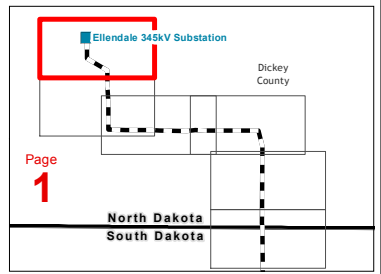 Ellendale 345kV Substation
Dickey
County
Page
1
North Dakota
South Dakota